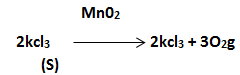 Mn02
2kcl₃ ⟶ 2kcl₃ + 3O₂g
(S)